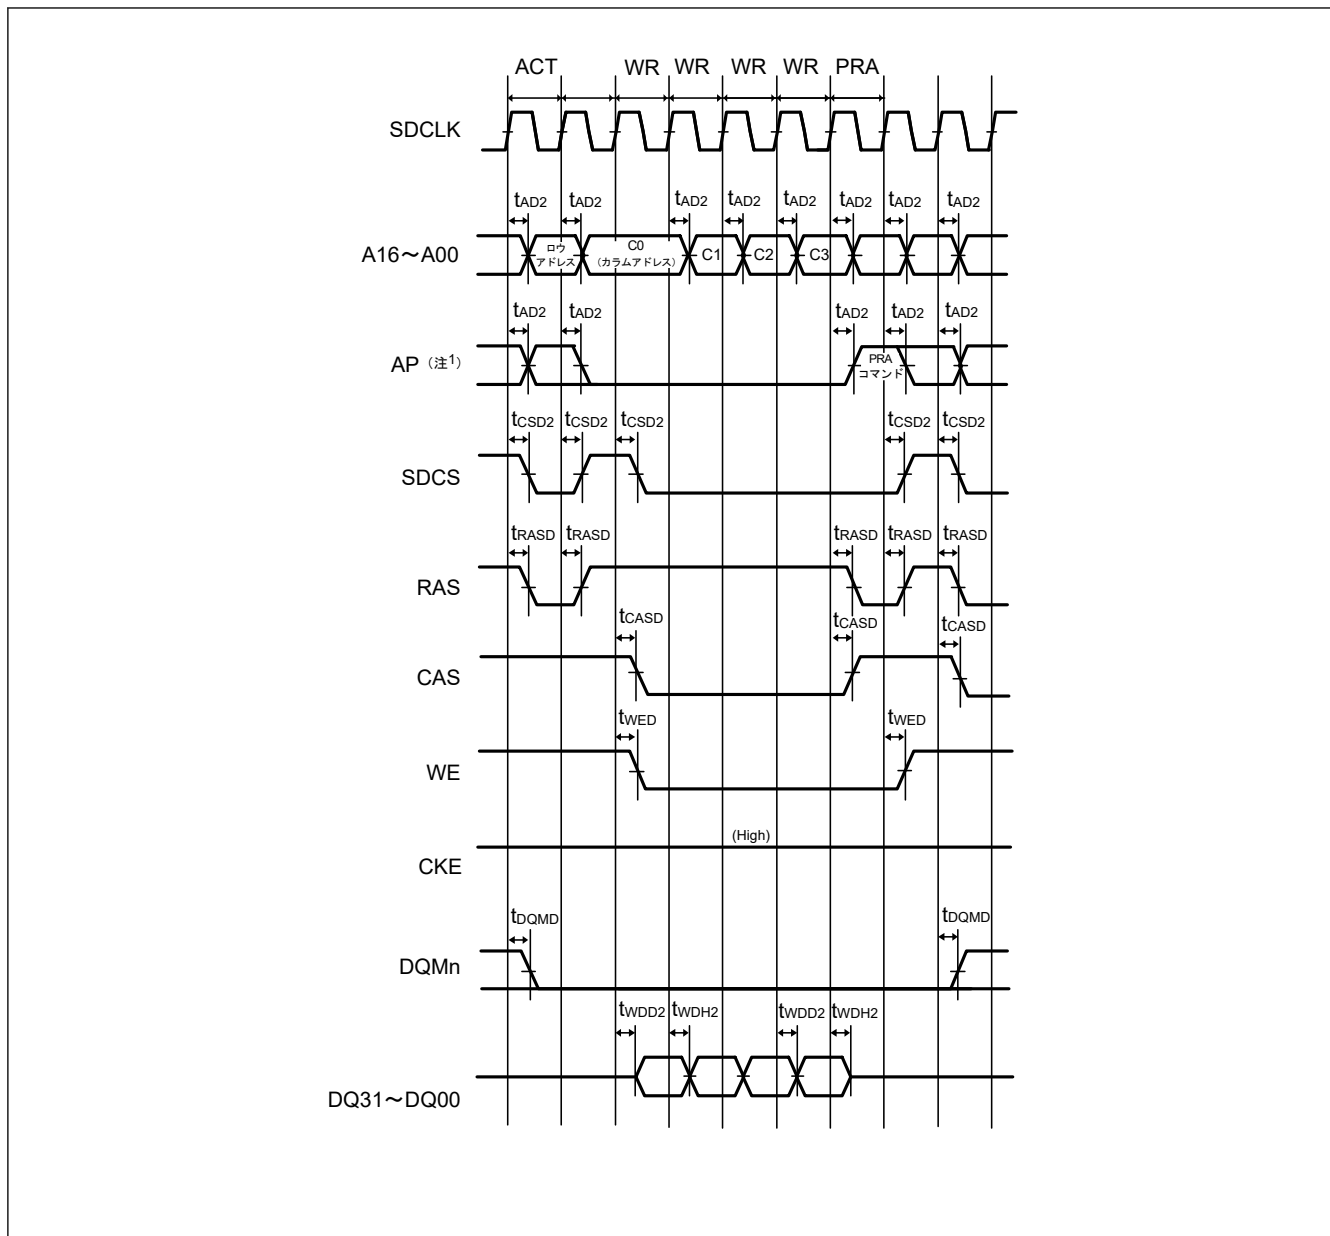 ACT WR WR WR WR PRA
SDCLK
tAD2 tAD2 tAD2 tAD2 tAD2 tAD2 tAD2 tAD2
A16～A00
ロウ
アドレス
C0
（カラムアドレス）
C1 C2 C3
tAD2 tAD2 tAD2 tAD2 tAD2
AP（注1）
PRA
コマンド
tCSD2 tCSD2 tCSD2 tCSD2 tCSD2
SDCS
tRASD tRASD tRASD tRASD tRASD
RAS
tCASD tCASD tCASD
CAS
tWED tWED
WE
(High)
CKE
tDQMD tDQMD
DQMn
tWDD2 tWDH2 tWDD2 tWDH2
DQ31～DQ00